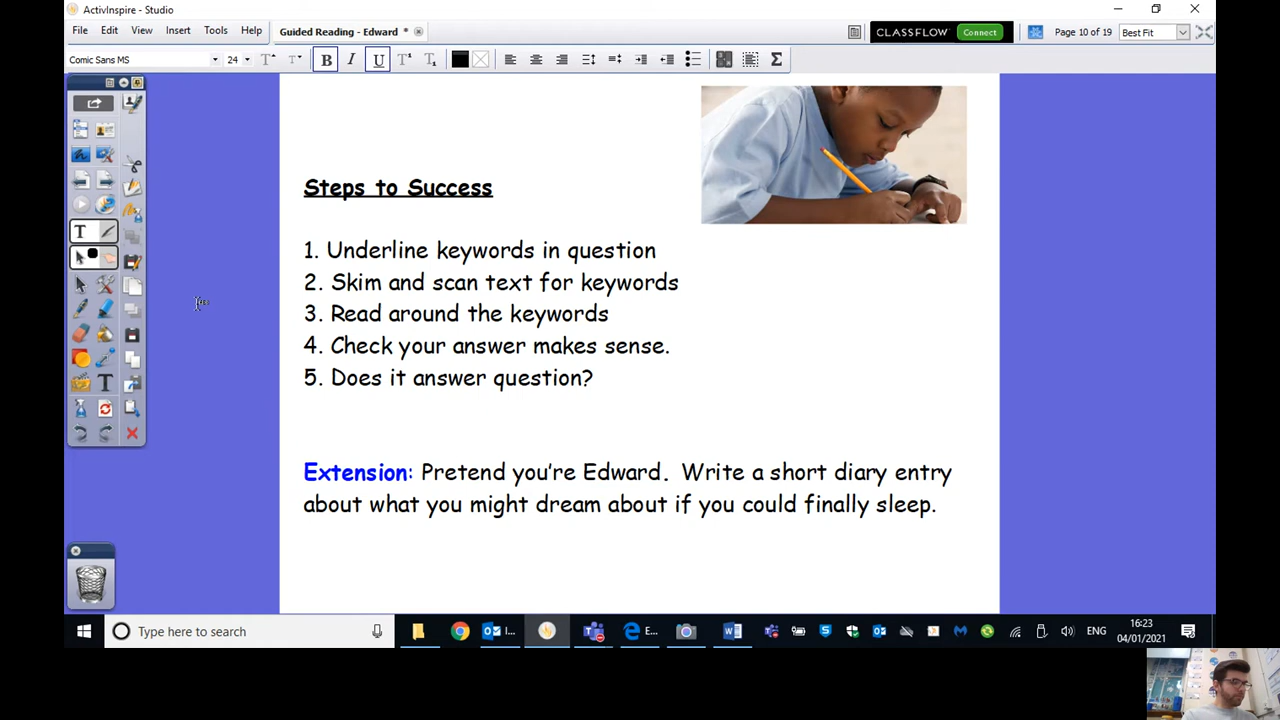 ActivInspire - Studio
File Edit View Insert Tools Help
Guided Reading - Edward *
CLASSFLOW Connect
Page 10 of 19
Best Fit
Comic Sans MS
24
B I U T T
Steps to Success
1. Underline keywords in question
2. Skim and scan text for keywords
3. Read around the keywords
4. Check your answer makes sense.
5. Does it answer question?
Extension: Pretend you're Edward. Write a short diary entry
about what you might dream about if you could finally sleep.
Type here to search
I...
E...
ENG
16:23
04/01/2021